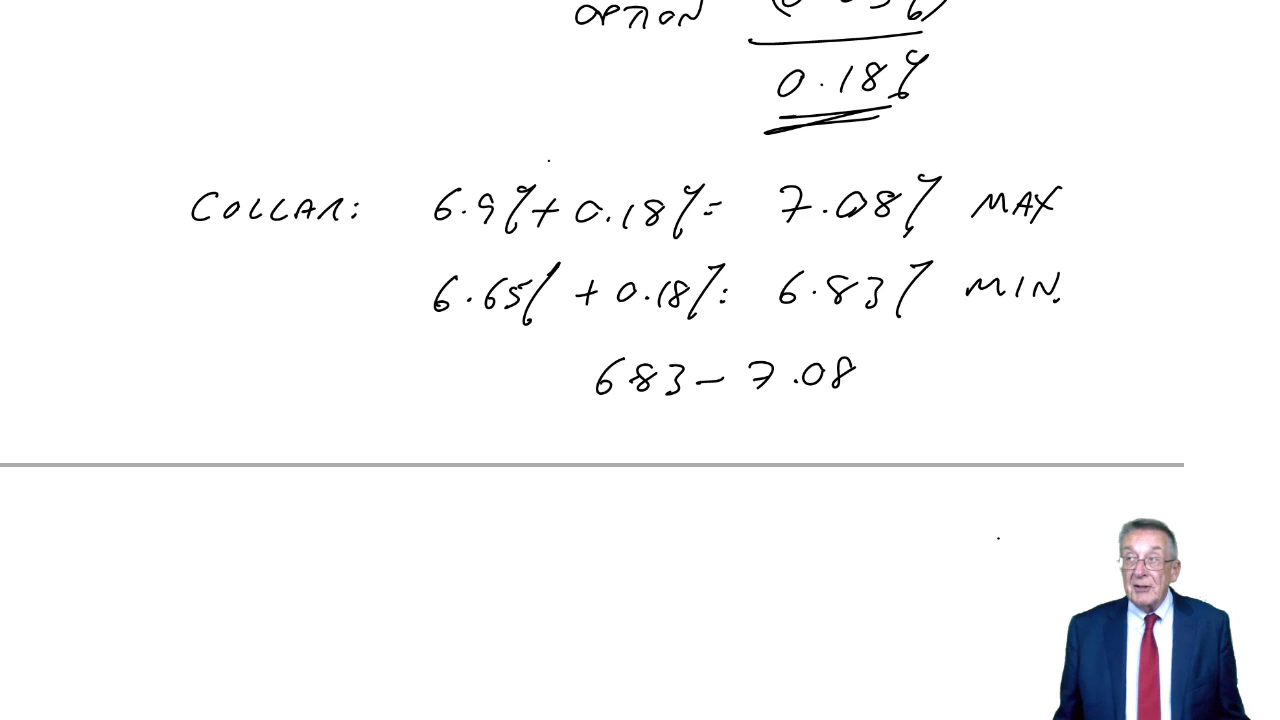 OPTION
0.18%
COLLAR: 6.9% + 0.18% = 7.08% MAX
6.65% + 0.18% = 6.83% MIN.
683 – 7.08